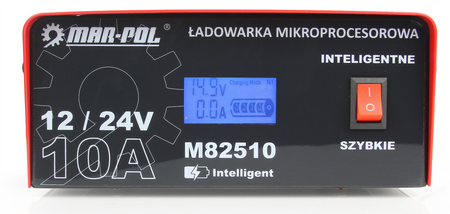 MAR-POL®
ŁADOWARKA MIKROPROCESOROWA
INTELIGENTNE
14.9V
Charging Mode
0.0A
12 / 24V
10A
M82510
Intelligent
SZYBKIE